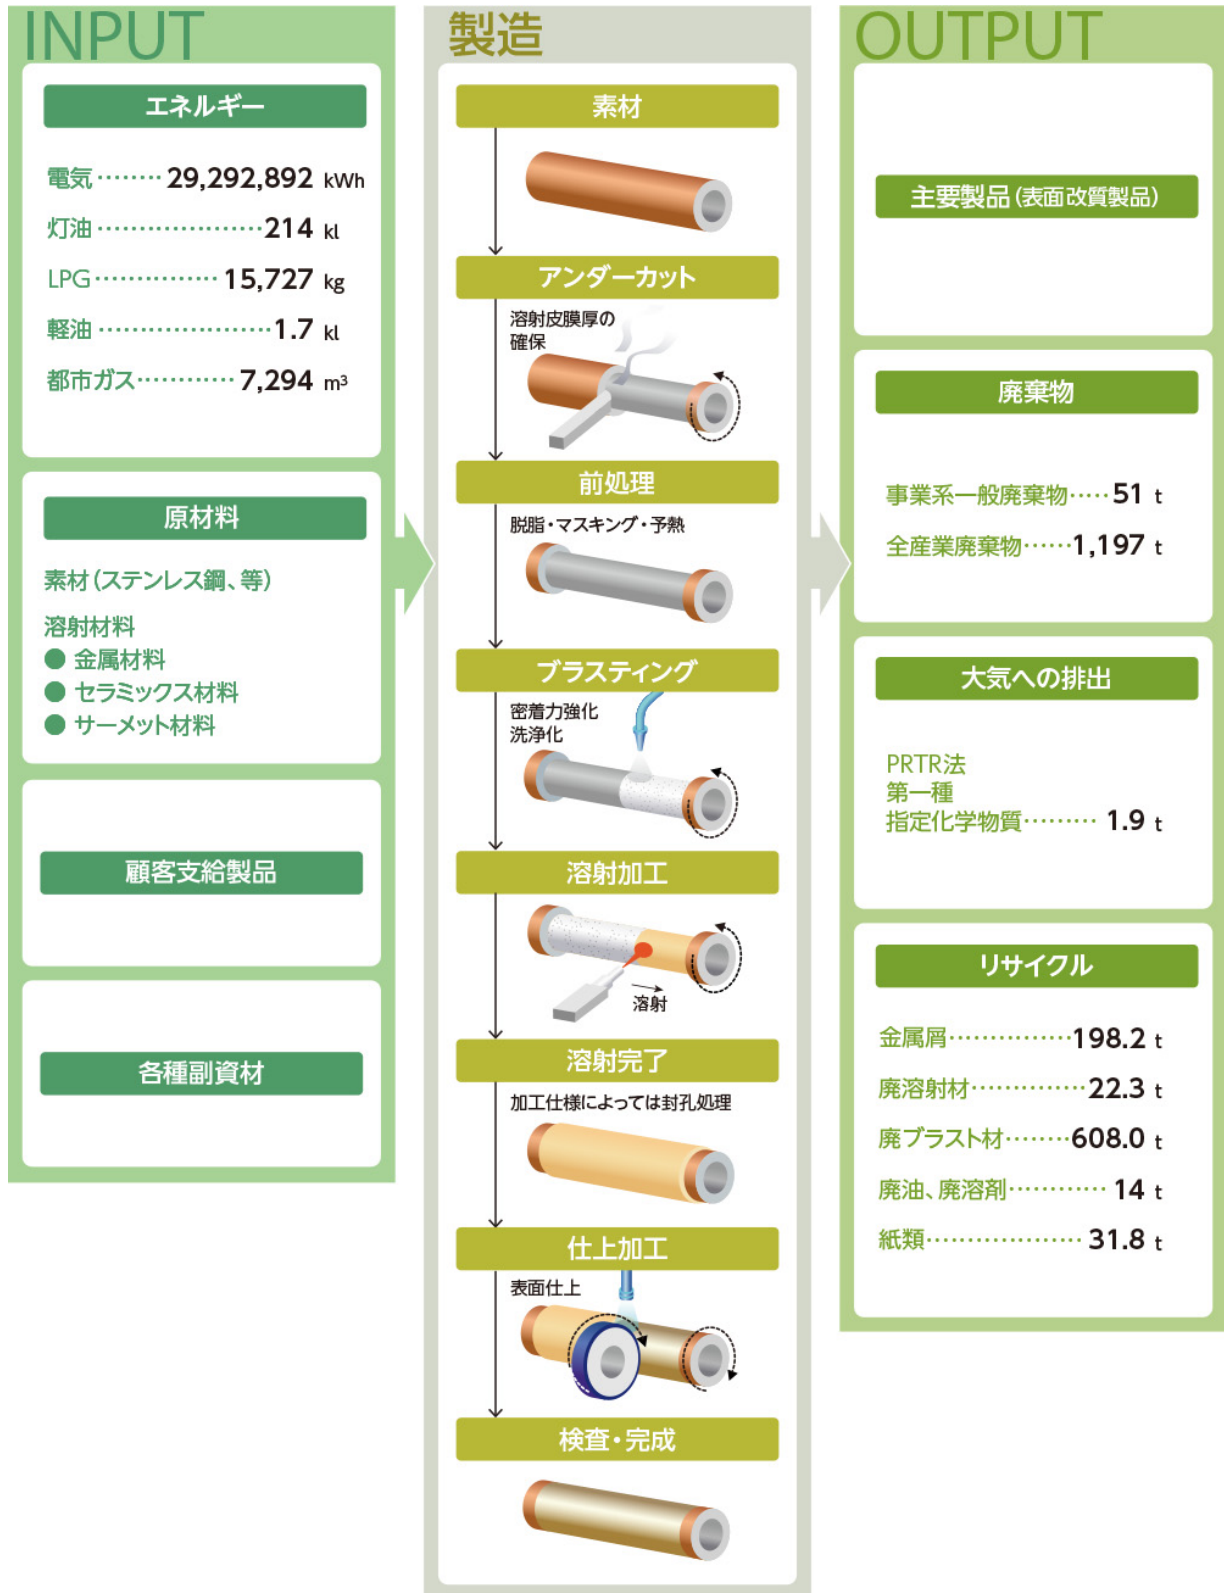 INPUT
エネルギー
電気········ 29,292,892 kWh
灯油··················· 214 kl
LPG·············· 15,727 kg
軽油····················1.7 kl
都市ガス··········· 7,294 m³
原材料
素材(ステンレス鋼、等)
溶射材料
● 金属材料
● セラミックス材料
● サーメット材料
顧客支給製品
各種副資材
製造
素材
アンダーカット
溶射皮膜厚の
確保
前処理
脱脂・マスキング・予熱
ブラスティング
密着力強化
洗浄化
溶射加工
溶射
溶射完了
加工仕様によっては封孔処理
仕上加工
表面仕上
検査・完成
OUTPUT
主要製品(表面改質製品)
廃棄物
事業系一般廃棄物····· 51 t
全産業廃棄物······1,197 t
大気への排出
PRTR法
第一種
指定化学物質········· 1.9 t
リサイクル
金属屑···············198.2 t
廃溶射材·············· 22.3 t
廃ブラスト材········608.0 t
廃油、廃溶剤············ 14 t
紙類·················· 31.8 t